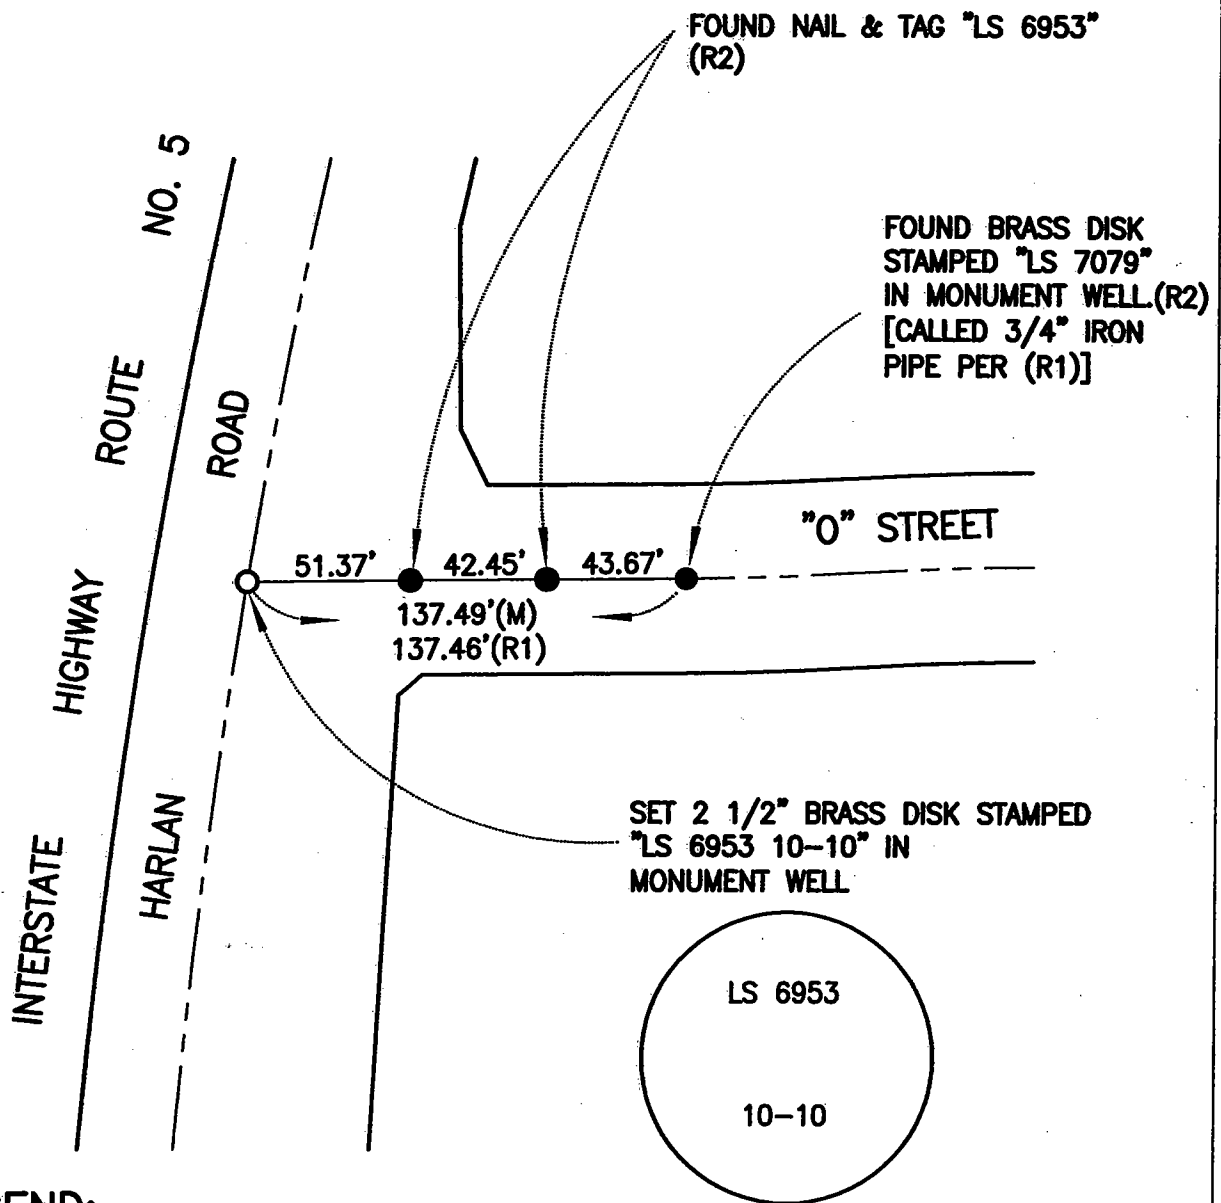 FOUND NAIL & TAG "LS 6953"
(R2)
FOUND BRASS DISK
STAMPED "LS 7079"
IN MONUMENT WELL.(R2)
[CALLED 3/4" IRON
PIPE PER (R1)]
INTERSTATE HIGHWAY ROUTE NO. 5
HARLAN ROAD
"O" STREET
51.37'
42.45'
43.67'
137.49'(M)
137.46'(R1)
SET 2 1/2" BRASS DISK STAMPED
"LS 6953 10-10" IN
MONUMENT WELL
LS 6953
10-10